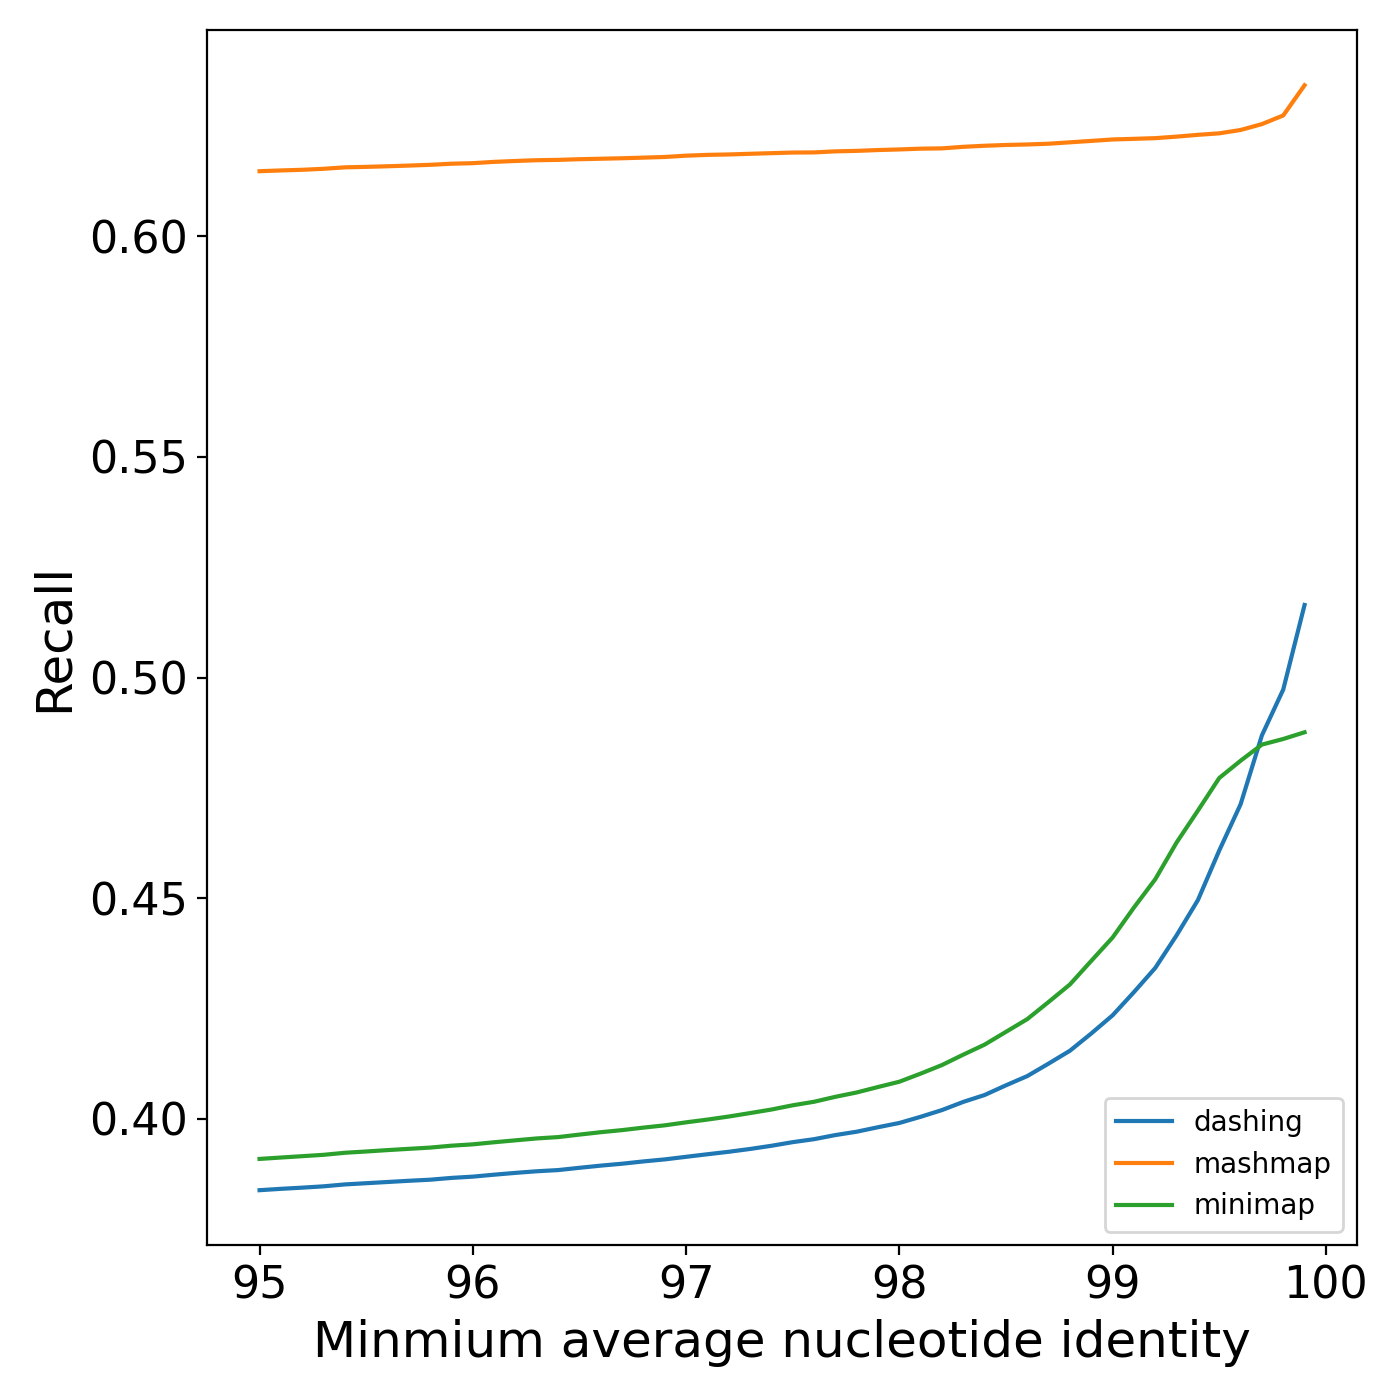 Recall
0.60
0.55
0.50
0.45
0.40
95 96 97 98 99 100
Minmium average nucleotide identity
dashing
mashmap
minimap